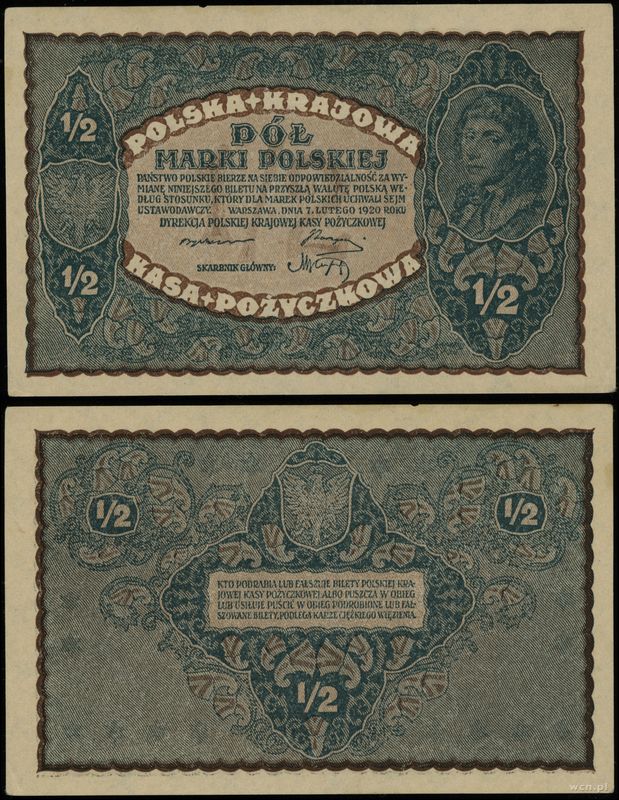 POLSKA + KRAJOWA
1/2
PÓŁ
MARKI POLSKIEJ
PAŃSTWO POLSKIE BIERZE NA SIEBIE ODPOWIEDZIALNOŚĆ ZA WY-
MIANĘ NINIEJSZEGO BILETU NA PRZYSZŁĄ WALUTĘ POLSKĄ WE-
DŁUG STOSUNKU, KTÓRY DLA MAREK POLSKICH UCHWALI SEJM
USTAWODAWCZY. – WARSZAWA, DNIA 7. LUTEGO 1920 ROKU
DYREKCJA POLSKIEJ KRAJOWEJ KASY POŻYCZKOWEJ
SKARBNIK GŁÓWNY:
1/2
1/2
KASA + POŻYCZKOWA
1/2
1/2
KTO PODRABIA LUB FAŁSZUJE BILETY POLSKIEJ KRA-
JOWEJ KASY POŻYCZKOWEJ ALBO PUSZCZA W OBIEG
LUB USIŁUJE PUŚCIĆ W OBIEG PODROBIONE LUB FAŁ-
SZOWANE BILETY, PODLEGA KARZE CIĘŻKIEGO WIĘZIENIA.
1/2
wcn.pl